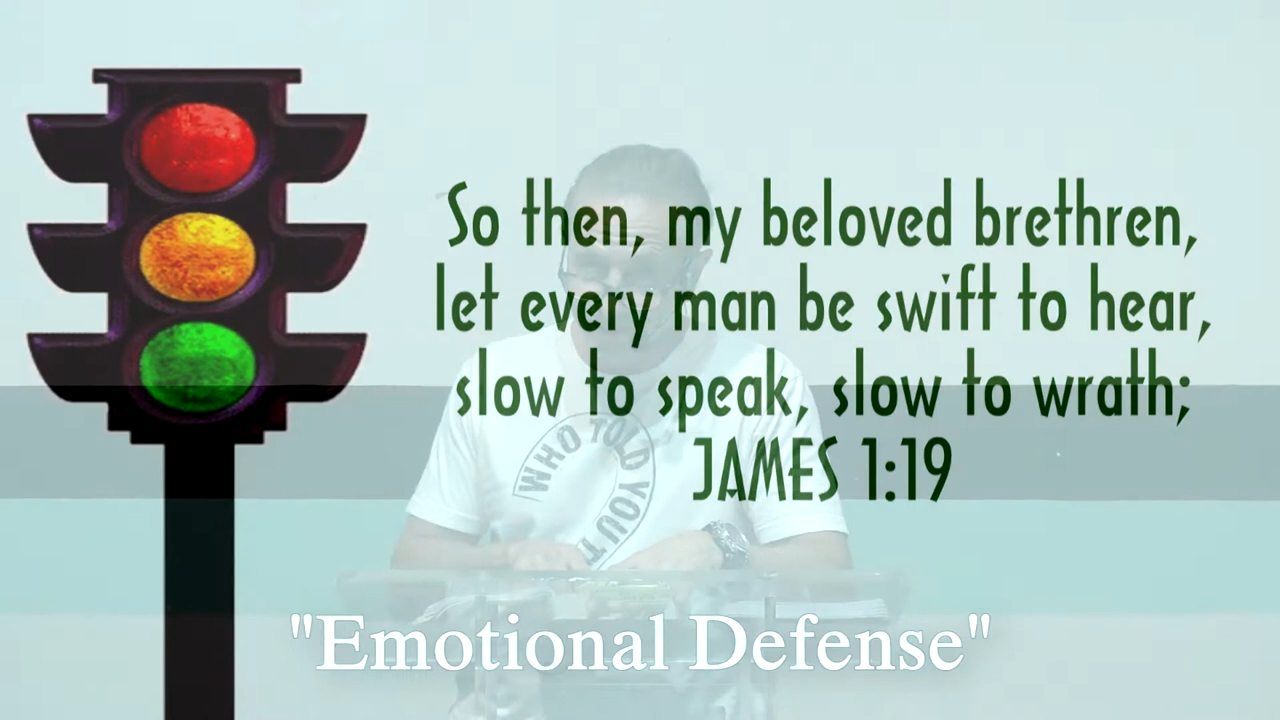 So then, my beloved brethren,
let every man be swift to hear,
slow to speak, slow to wrath;
JAMES 1:19
WHO TOLD YOU T
"Emotional Defense"